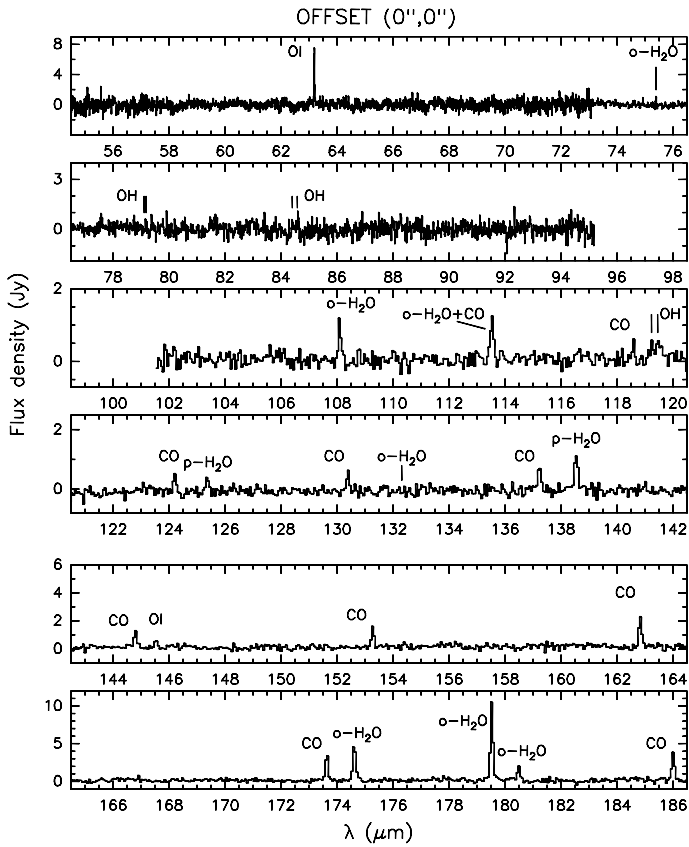 OFFSET (0",0")
8
4
0
OI
o-H2O
56 58 60 62 64 66 68 70 72 74 76
3
0
OH
OH
78 80 82 84 86 88 90 92 94 96 98
2
1
0
o-H2O
o-H2O+CO
CO
OH
100 102 104 106 108 110 112 114 116 118 120
2
0
CO
p-H2O
CO
o-H2O
CO
p-H2O
122 124 126 128 130 132 134 136 138 140 142
6
4
2
0
CO
OI
CO
CO
144 146 148 150 152 154 156 158 160 162 164
10
5
0
CO
o-H2O
o-H2O
o-H2O
CO
166 168 170 172 174 176 178 180 182 184 186
Flux density (Jy)
λ (μm)